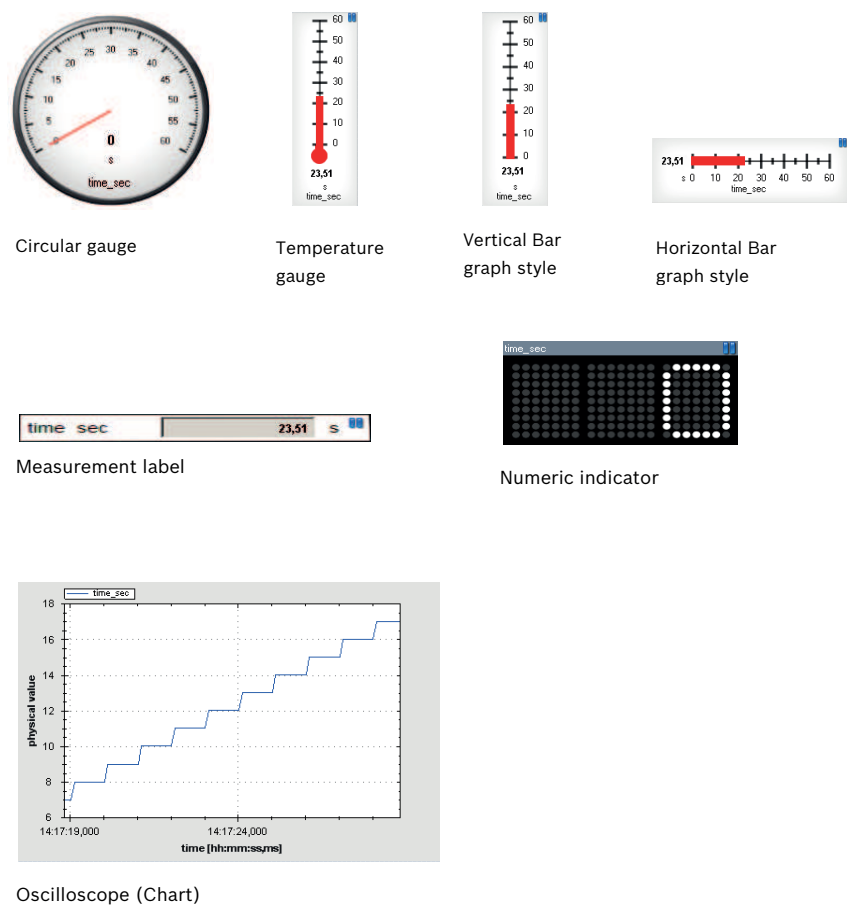 0 5 10 15 20 25 30 35 40 45 50 55 60
0
s
time_sec
60
50
40
30
20
10
0
23,51
s
time_sec
60
50
40
30
20
10
0
23,51
s
time_sec
23,51
s 0 10 20 30 40 50 60
time_sec
Circular gauge
Temperature
gauge
Vertical Bar
graph style
Horizontal Bar
graph style
time_sec
0
time sec 23,51 s
Measurement label
Numeric indicator
time_sec
18
16
14
12
10
8
6
physical value
14:17:19,000 14:17:24,000
time [hh:mm:ss,ms]
Oscilloscope (Chart)